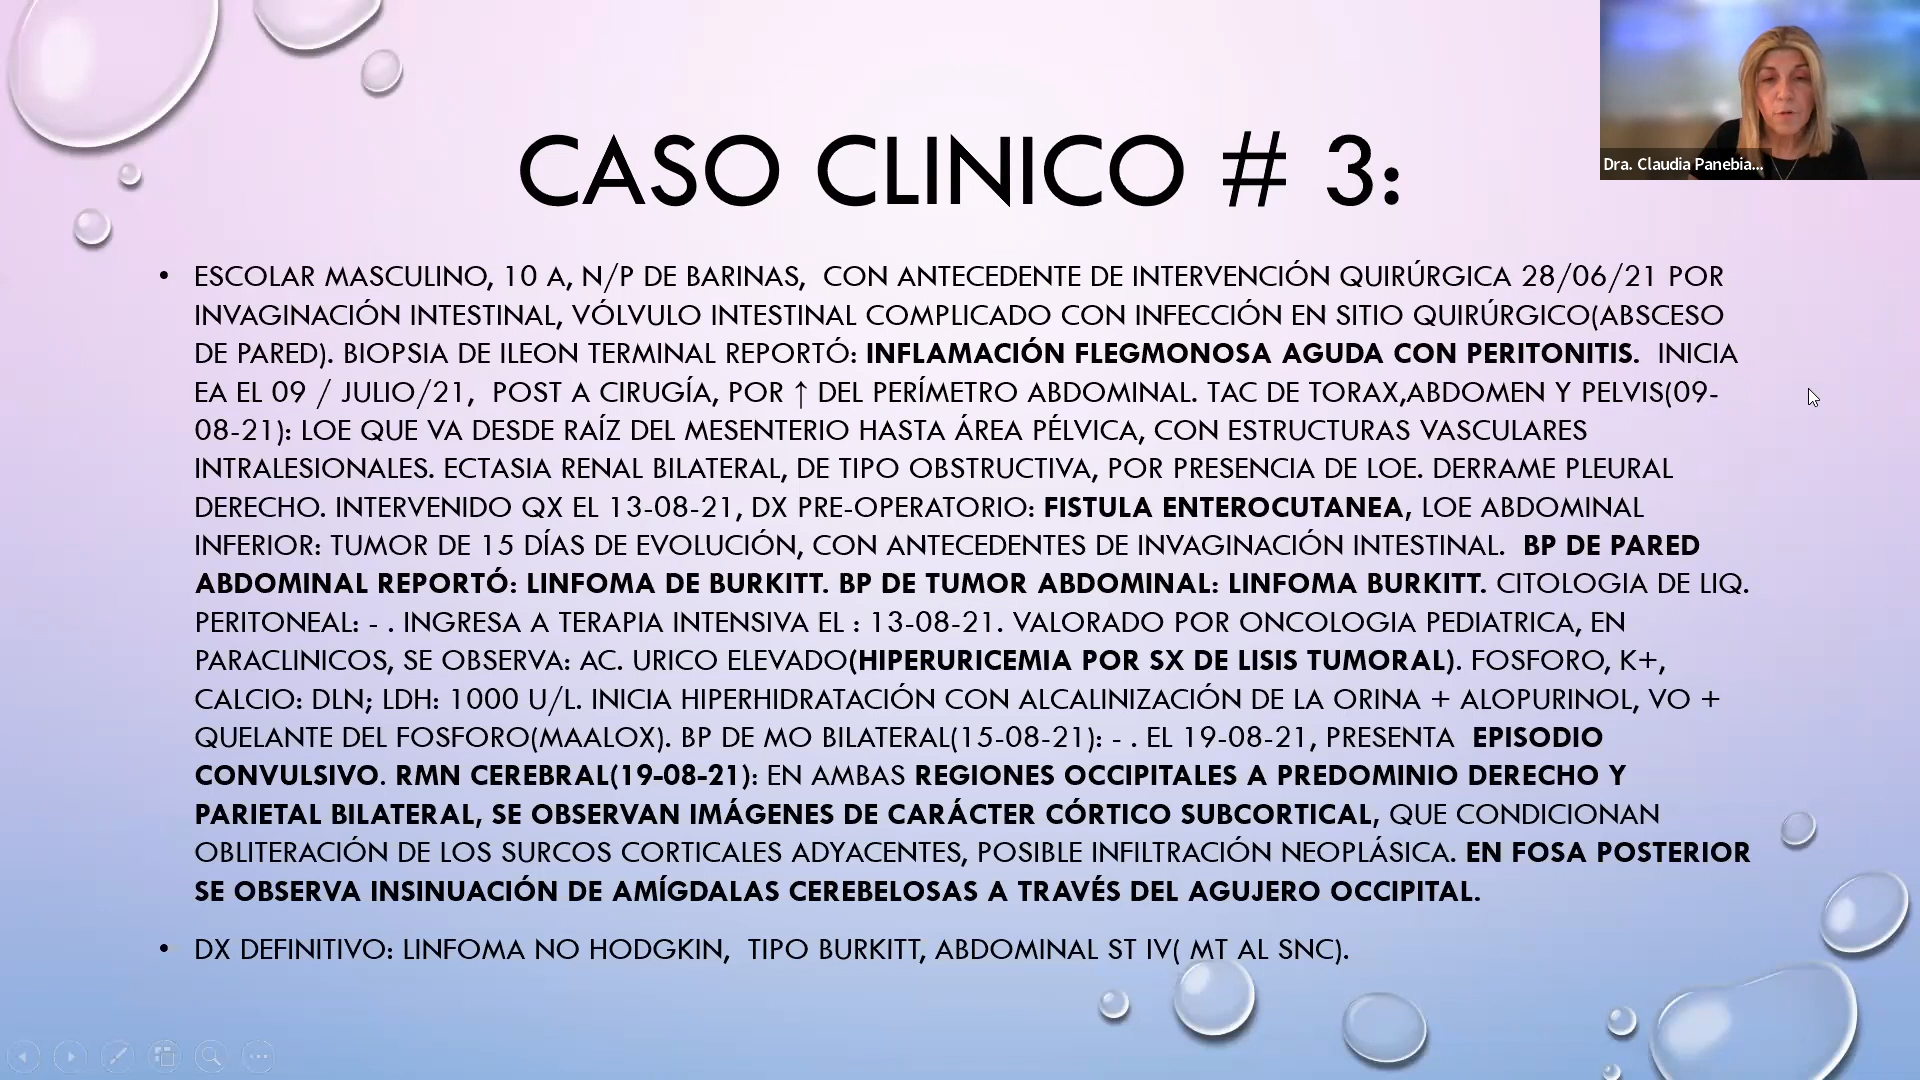 Dra. Claudia Panebia...
CASO CLINICO # 3:
• ESCOLAR MASCULINO, 10 A, N/P DE BARINAS, CON ANTECEDENTE DE INTERVENCIÓN QUIRÚRGICA 28/06/21 POR
INVAGINACIÓN INTESTINAL, VÓLVULO INTESTINAL COMPLICADO CON INFECCIÓN EN SITIO QUIRÚRGICO(ABSCESO
DE PARED). BIOPSIA DE ILEON TERMINAL REPORTÓ: INFLAMACIÓN FLEGMONOSA AGUDA CON PERITONITIS. INICIA
EA EL 09 / JULIO/21, POST A CIRUGÍA, POR ↑ DEL PERÍMETRO ABDOMINAL. TAC DE TORAX,ABDOMEN Y PELVIS(09-
08-21): LOE QUE VA DESDE RAÍZ DEL MESENTERIO HASTA ÁREA PÉLVICA, CON ESTRUCTURAS VASCULARES
INTRALESIONALES. ECTASIA RENAL BILATERAL, DE TIPO OBSTRUCTIVA, POR PRESENCIA DE LOE. DERRAME PLEURAL
DERECHO. INTERVENIDO QX EL 13-08-21, DX PRE-OPERATORIO: FISTULA ENTEROCUTANEA, LOE ABDOMINAL
INFERIOR: TUMOR DE 15 DÍAS DE EVOLUCIÓN, CON ANTECEDENTES DE INVAGINACIÓN INTESTINAL. BP DE PARED
ABDOMINAL REPORTÓ: LINFOMA DE BURKITT. BP DE TUMOR ABDOMINAL: LINFOMA BURKITT. CITOLOGIA DE LIQ.
PERITONEAL: - . INGRESA A TERAPIA INTENSIVA EL : 13-08-21. VALORADO POR ONCOLOGIA PEDIATRICA, EN
PARACLINICOS, SE OBSERVA: AC. URICO ELEVADO(HIPERURICEMIA POR SX DE LISIS TUMORAL). FOSFORO, K+,
CALCIO: DLN; LDH: 1000 U/L. INICIA HIPERHIDRATACIÓN CON ALCALINIZACIÓN DE LA ORINA + ALOPURINOL, VO +
QUELANTE DEL FOSFORO(MAALOX). BP DE MO BILATERAL(15-08-21): - . EL 19-08-21, PRESENTA EPISODIO
CONVULSIVO. RMN CEREBRAL(19-08-21): EN AMBAS REGIONES OCCIPITALES A PREDOMINIO DERECHO Y
PARIETAL BILATERAL, SE OBSERVAN IMÁGENES DE CARÁCTER CÓRTICO SUBCORTICAL, QUE CONDICIONAN
OBLITERACIÓN DE LOS SURCOS CORTICALES ADYACENTES, POSIBLE INFILTRACIÓN NEOPLÁSICA. EN FOSA POSTERIOR
SE OBSERVA INSINUACIÓN DE AMÍGDALAS CEREBELOSAS A TRAVÉS DEL AGUJERO OCCIPITAL.
• DX DEFINITIVO: LINFOMA NO HODGKIN, TIPO BURKITT, ABDOMINAL ST IV( MT AL SNC).